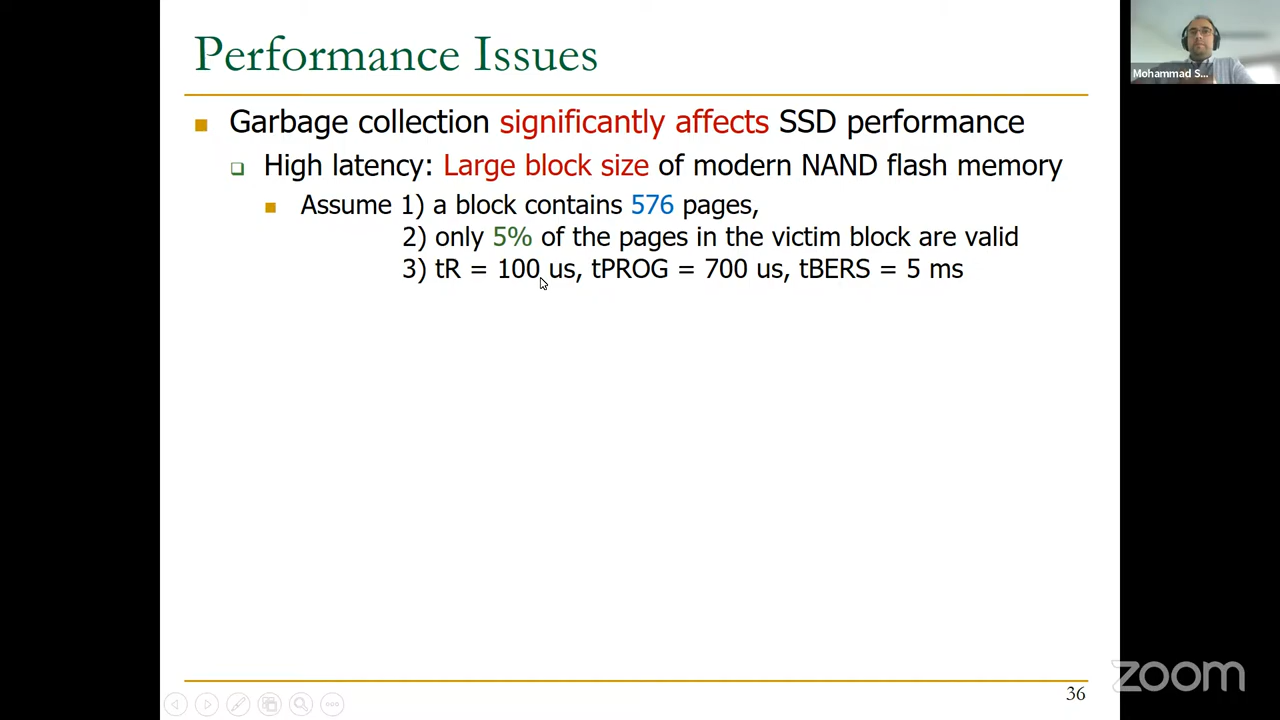 Performance Issues
Garbage collection significantly affects SSD performance
High latency: Large block size of modern NAND flash memory
Assume 1) a block contains 576 pages,
2) only 5% of the pages in the victim block are valid
3) tR = 100 us, tPROG = 700 us, tBERS = 5 ms
Mohammad S...
zoom
36